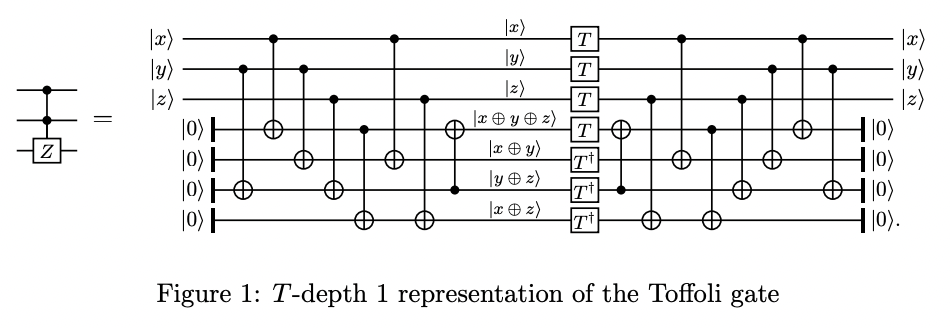 |x⟩ |x⟩ T |x⟩
|y⟩ |y⟩ T |y⟩
|z⟩ |z⟩ T |z⟩
|0⟩ |x ⊕ y ⊕ z⟩ T |0⟩
Z = |0⟩ |x ⊕ y⟩ T† |0⟩
|0⟩ |y ⊕ z⟩ T† |0⟩
|0⟩ |x ⊕ z⟩ T† |0⟩.
Figure 1: T-depth 1 representation of the Toffoli gate